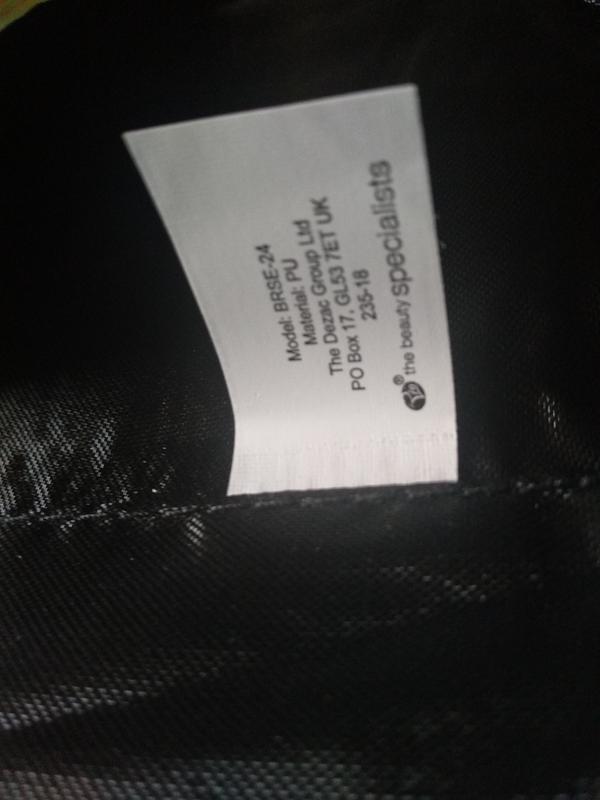 Model: BRSE-24
Material: PU
The Dezac Group Ltd
PO Box 17, GL53 7ET UK
235-18
® the beauty specialists